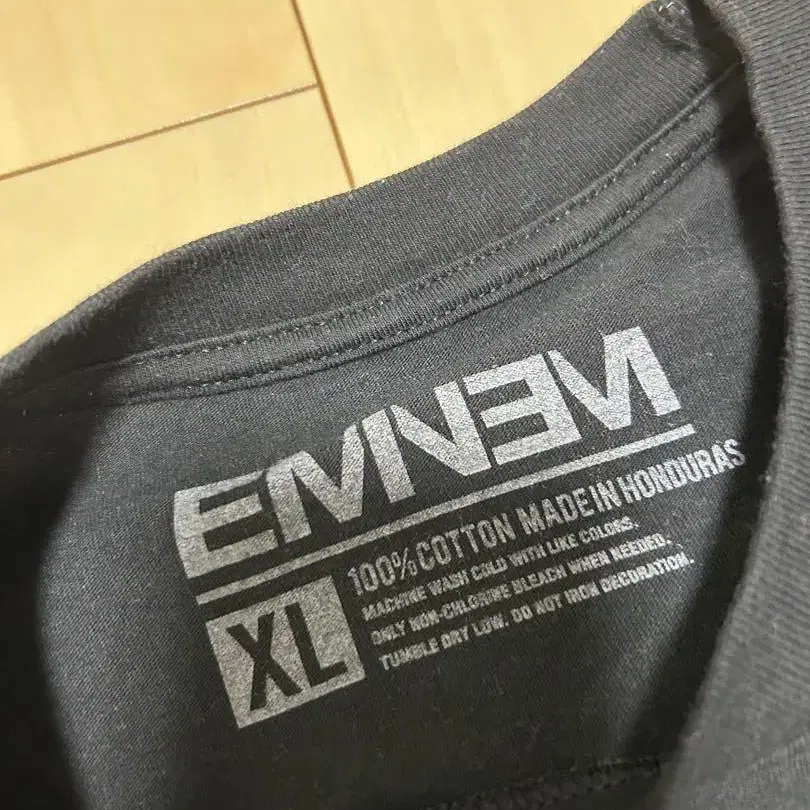 EMINEM
XL
100% COTTON MADE IN HONDURAS
MACHINE WASH COLD WITH LIKE COLORS.
ONLY NON-CHLORINE BLEACH WHEN NEEDED.
TUMBLE DRY LOW. DO NOT IRON DECORATION.